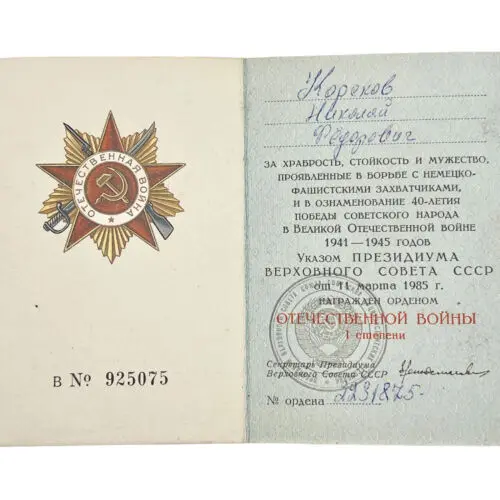 ОТЕЧЕСТВЕННАЯ ВОЙНА
В № 925075
Николай
Федорович
ЗА ХРАБРОСТЬ, СТОЙКОСТЬ И МУЖЕСТВО,
ПРОЯВЛЕННЫЕ В БОРЬБЕ С НЕМЕЦКО-
ФАШИСТСКИМИ ЗАХВАТЧИКАМИ,
И В ОЗНАМЕНОВАНИЕ 40-ЛЕТИЯ
ПОБЕДЫ СОВЕТСКОГО НАРОДА
В ВЕЛИКОЙ ОТЕЧЕСТВЕННОЙ ВОЙНЕ
1941—1945 ГОДОВ
УКАЗОМ ПРЕЗИДИУМА
ВЕРХОВНОГО СОВЕТА СССР
от 11 марта 1985 г.
НАГРАЖДЕН ОРДЕНОМ
ОТЕЧЕСТВЕННОЙ ВОЙНЫ
I степени
Секретарь Президиума
Верховного Совета СССР
№ ордена 2231875